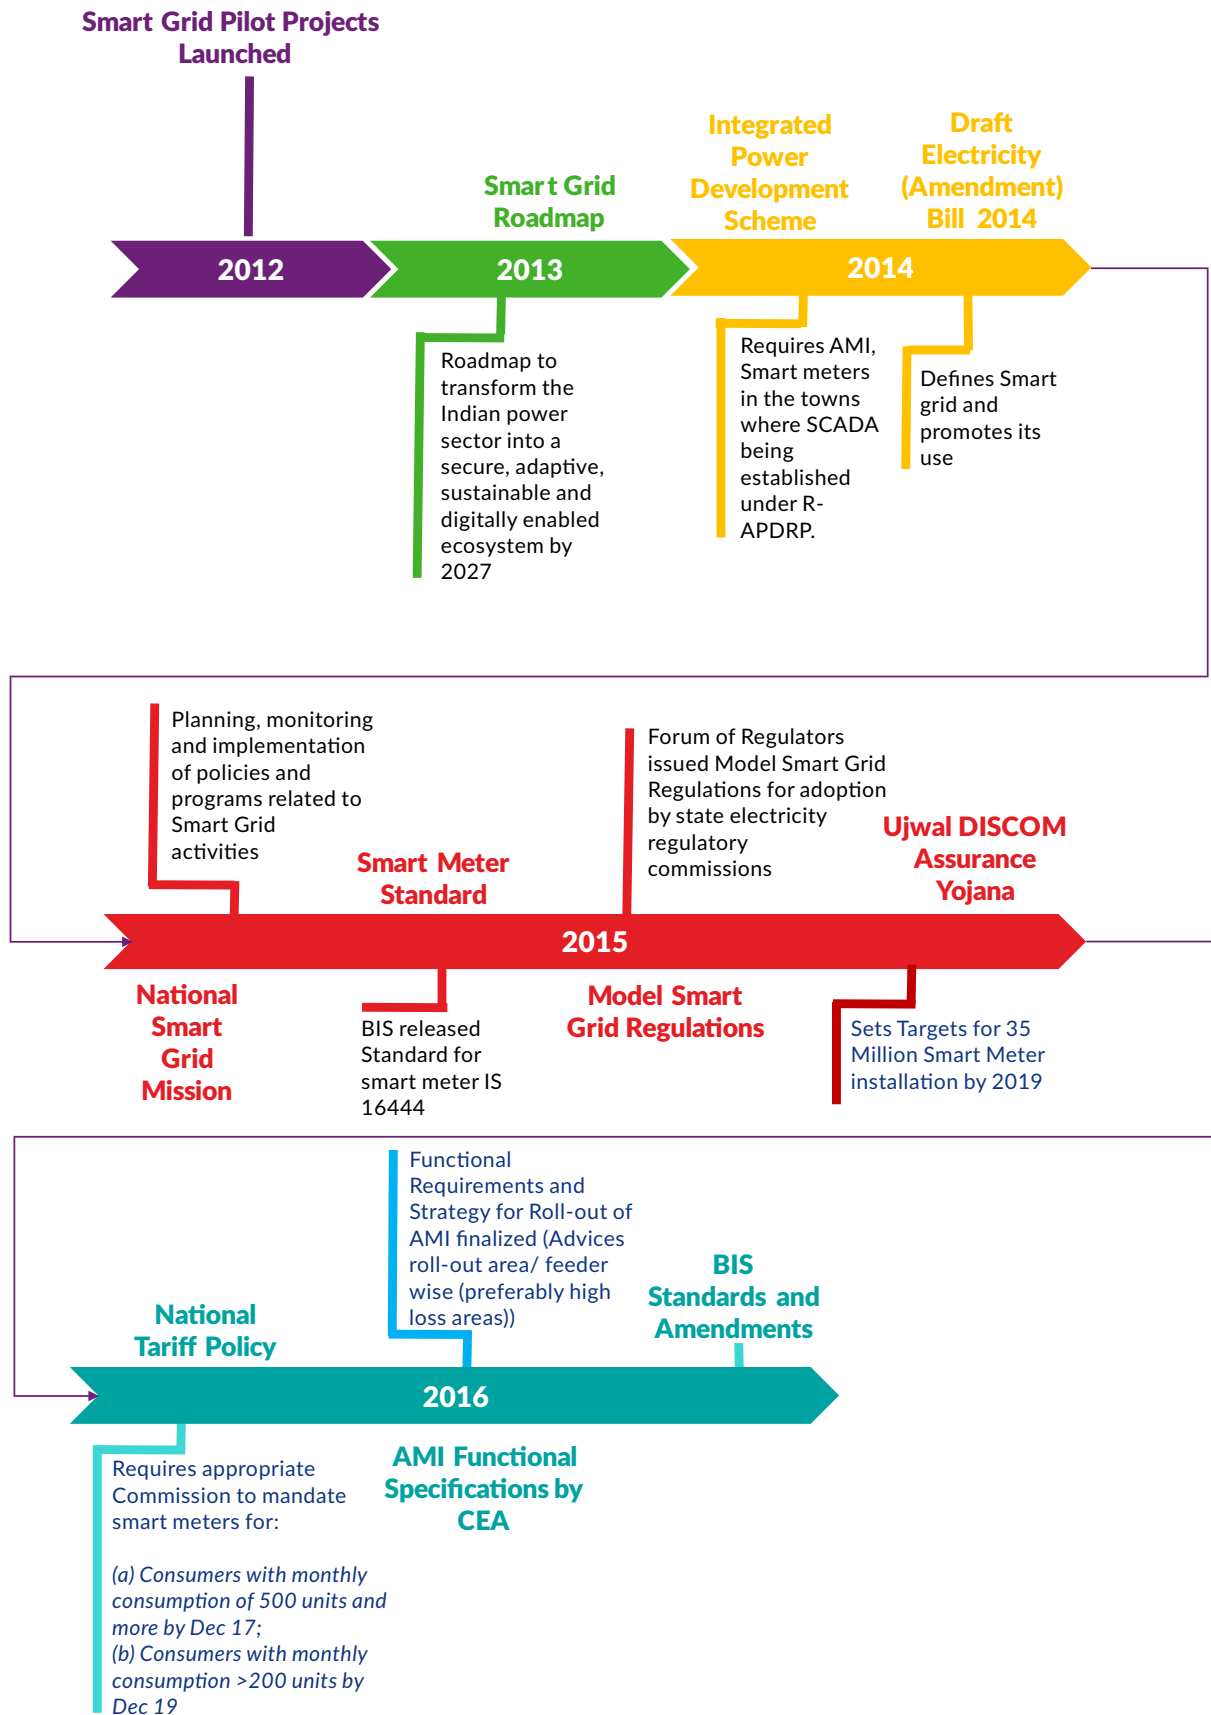 Smart Grid Pilot Projects
Launched
Integrated
Power
Development
Scheme
Draft
Electricity
(Amendment)
Bill 2014
Smart Grid
Roadmap
2012
2013
2014
Roadmap to
transform the
Indian power
sector into a
secure, adaptive,
sustainable and
digitally enabled
ecosystem by
2027
Requires AMI,
Smart meters
in the towns
where SCADA
being
established
under R-
APDRP.
Defines Smart
grid and
promotes its
use
Planning, monitoring
and implementation
of policies and
programs related to
Smart Grid
activities
Smart Meter
Standard
Forum of Regulators
issued Model Smart Grid
Regulations for adoption
by state electricity
regulatory
commissions
Ujwal DISCOM
Assurance
Yojana
2015
National
Smart
Grid
Mission
BIS released
Standard for
smart meter IS
16444
Model Smart
Grid Regulations
Sets Targets for 35
Million Smart Meter
installation by 2019
National
Tariff Policy
Functional
Requirements and
Strategy for Roll-out of
AMI finalized (Advices
roll-out area/ feeder
wise (preferably high
loss areas))
BIS
Standards and
Amendments
2016
Requires appropriate
Commission to mandate
smart meters for:
(a) Consumers with monthly
consumption of 500 units and
more by Dec 17;
(b) Consumers with monthly
consumption >200 units by
Dec 19
AMI Functional
Specifications by
CEA